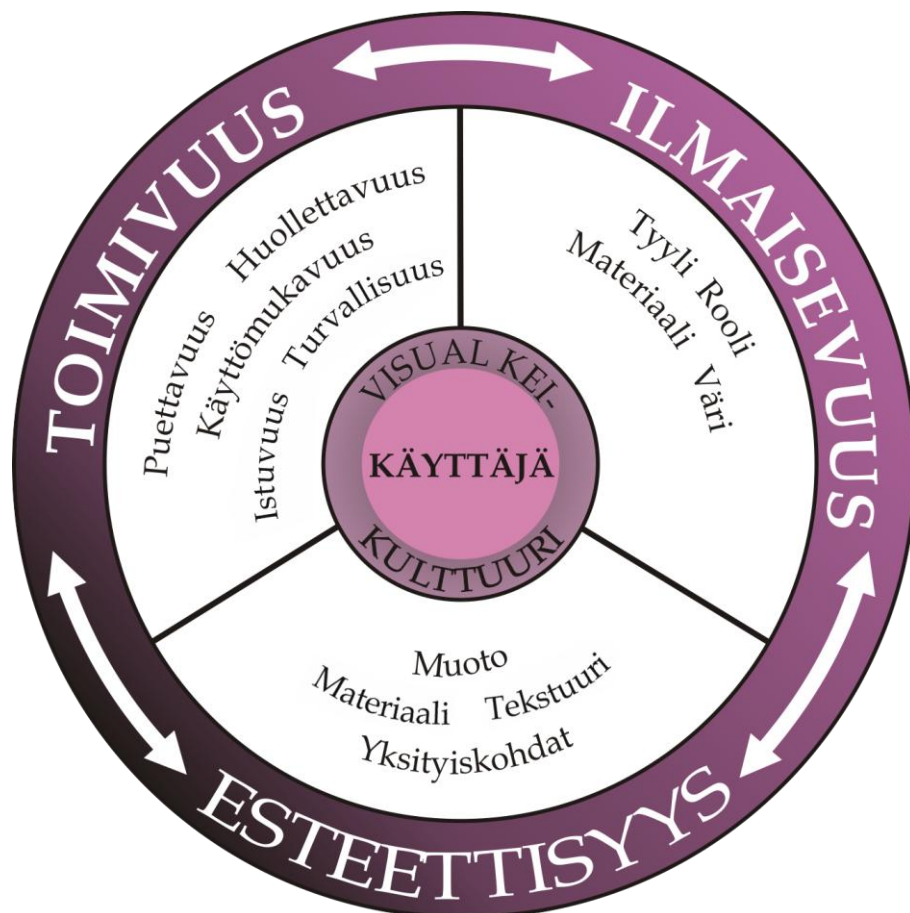 TOIMIVUUS
ILMAISEVUUS
ESTEETTISYYS
Huollettavuus
Puettavuus
Käyttömukavuus
Turvallisuus
Istuvuus
Tyyli Rooli
Materiaali Väri
VISUAL KEI-
KÄYTTÄJÄ
KULTTUURI
Muoto
Materiaali Tekstuuri
Yksityiskohdat